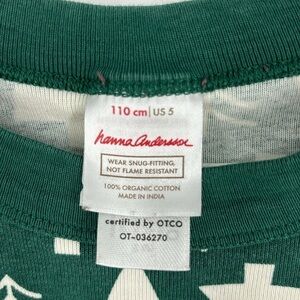 110 cm | US 5
hanna andersson
WEAR SNUG-FITTING,
NOT FLAME RESISTANT
100% ORGANIC COTTON
MADE IN INDIA
certified by OTCO
OT-036270